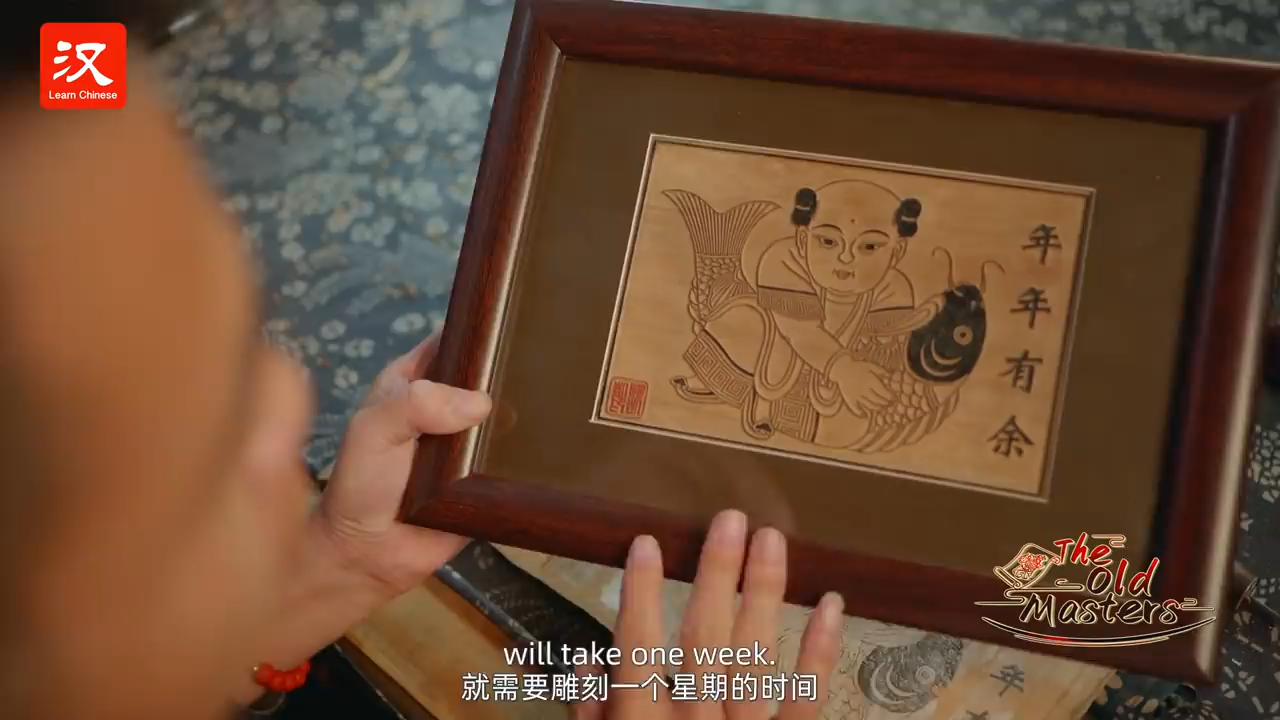 汉
Learn Chinese
年年有余
The
Old
Masters
will take one week.
就需要雕刻一个星期的时间
年